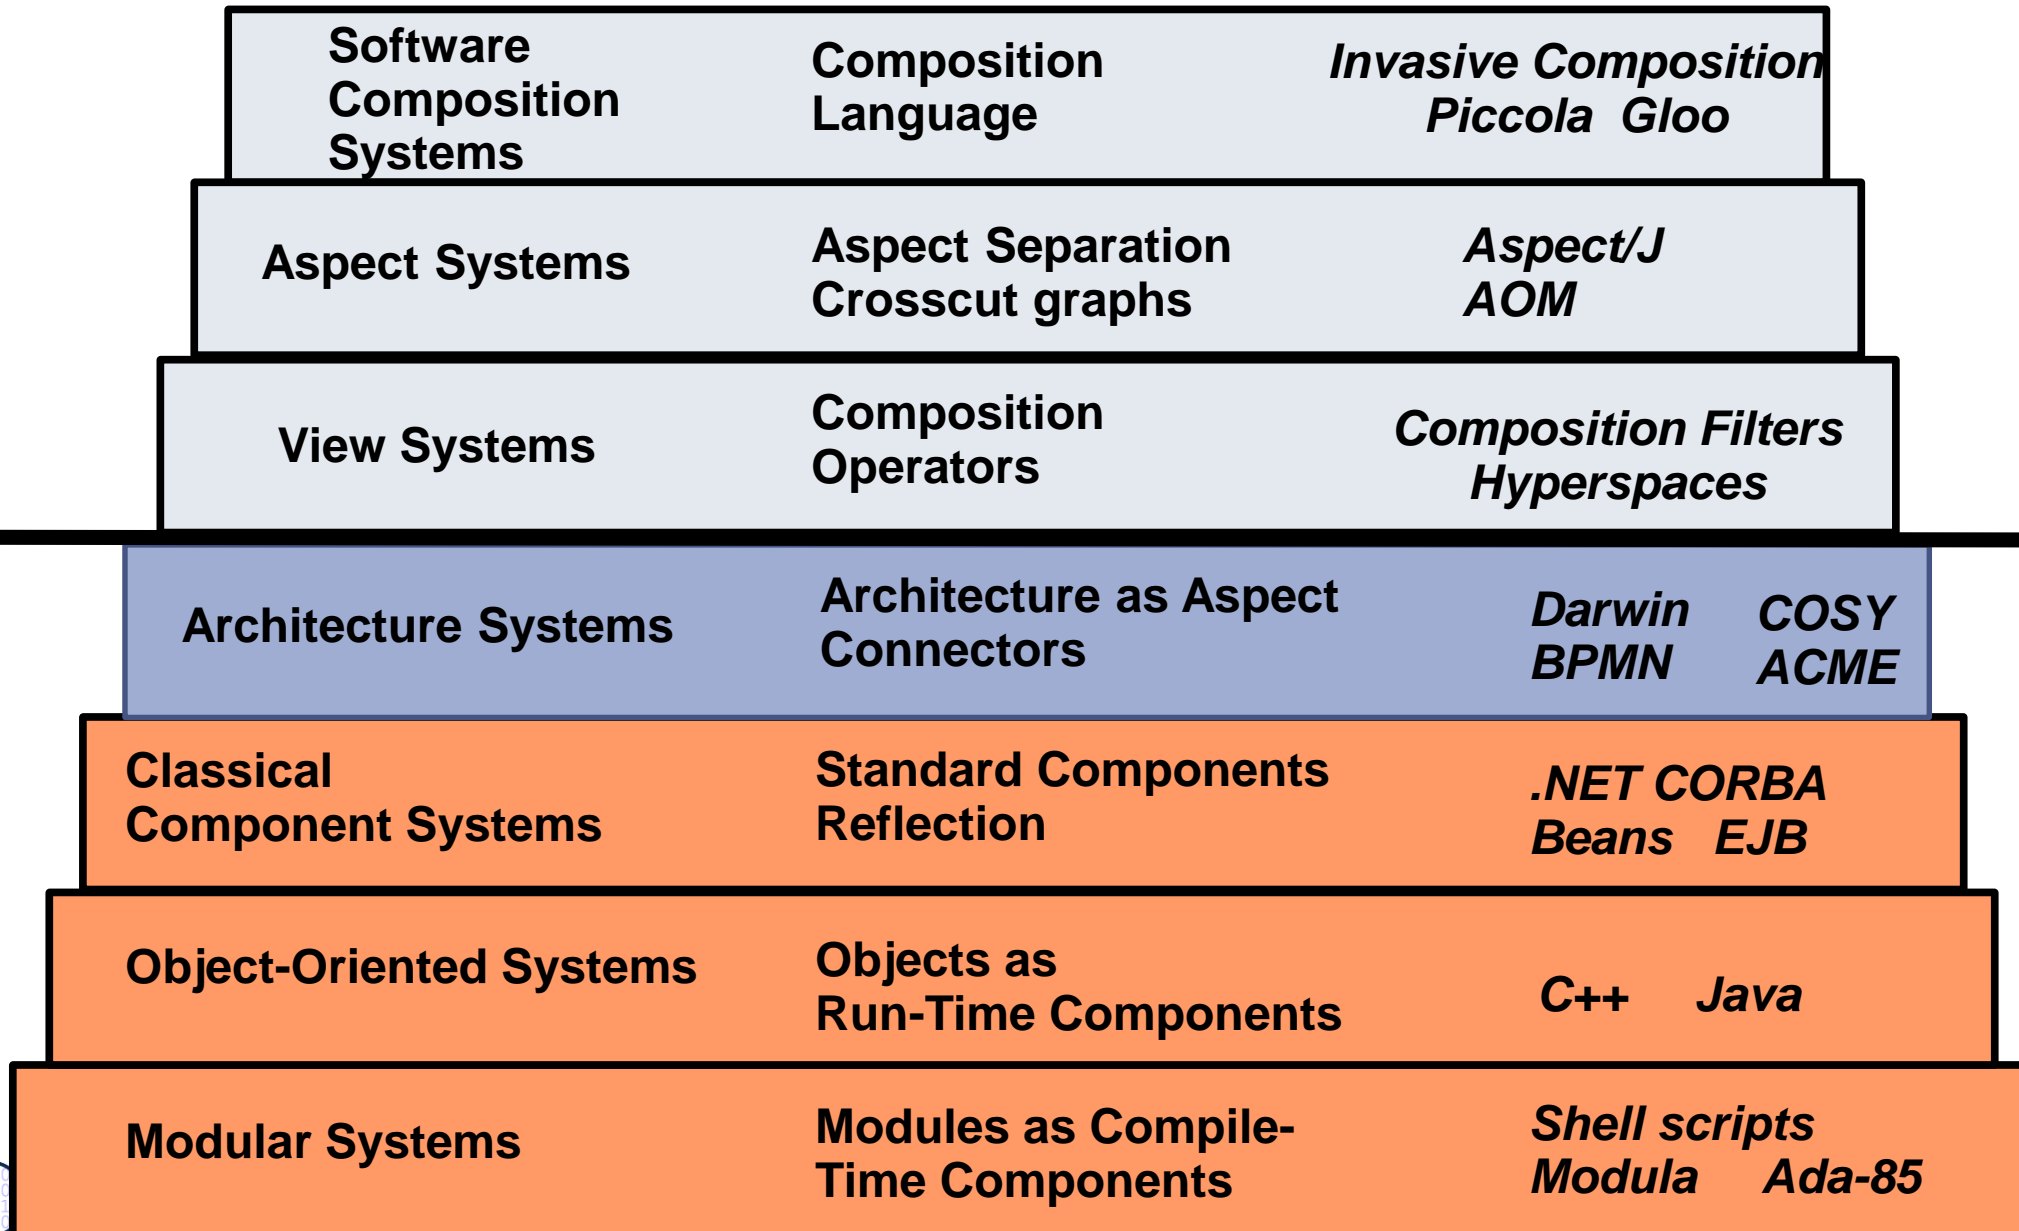 Software
Composition
Systems
Composition
Language
Invasive Composition
Piccola Gloo
Aspect Systems
Aspect Separation
Crosscut graphs
Aspect/J
AOM
View Systems
Composition
Operators
Composition Filters
Hyperspaces
Architecture Systems
Architecture as Aspect
Connectors
Darwin COSY
BPMN ACME
Classical
Component Systems
Standard Components
Reflection
.NET CORBA
Beans EJB
Object-Oriented Systems
Objects as
Run-Time Components
C++ Java
Modular Systems
Modules as Compile-
Time Components
Shell scripts
Modula Ada-85